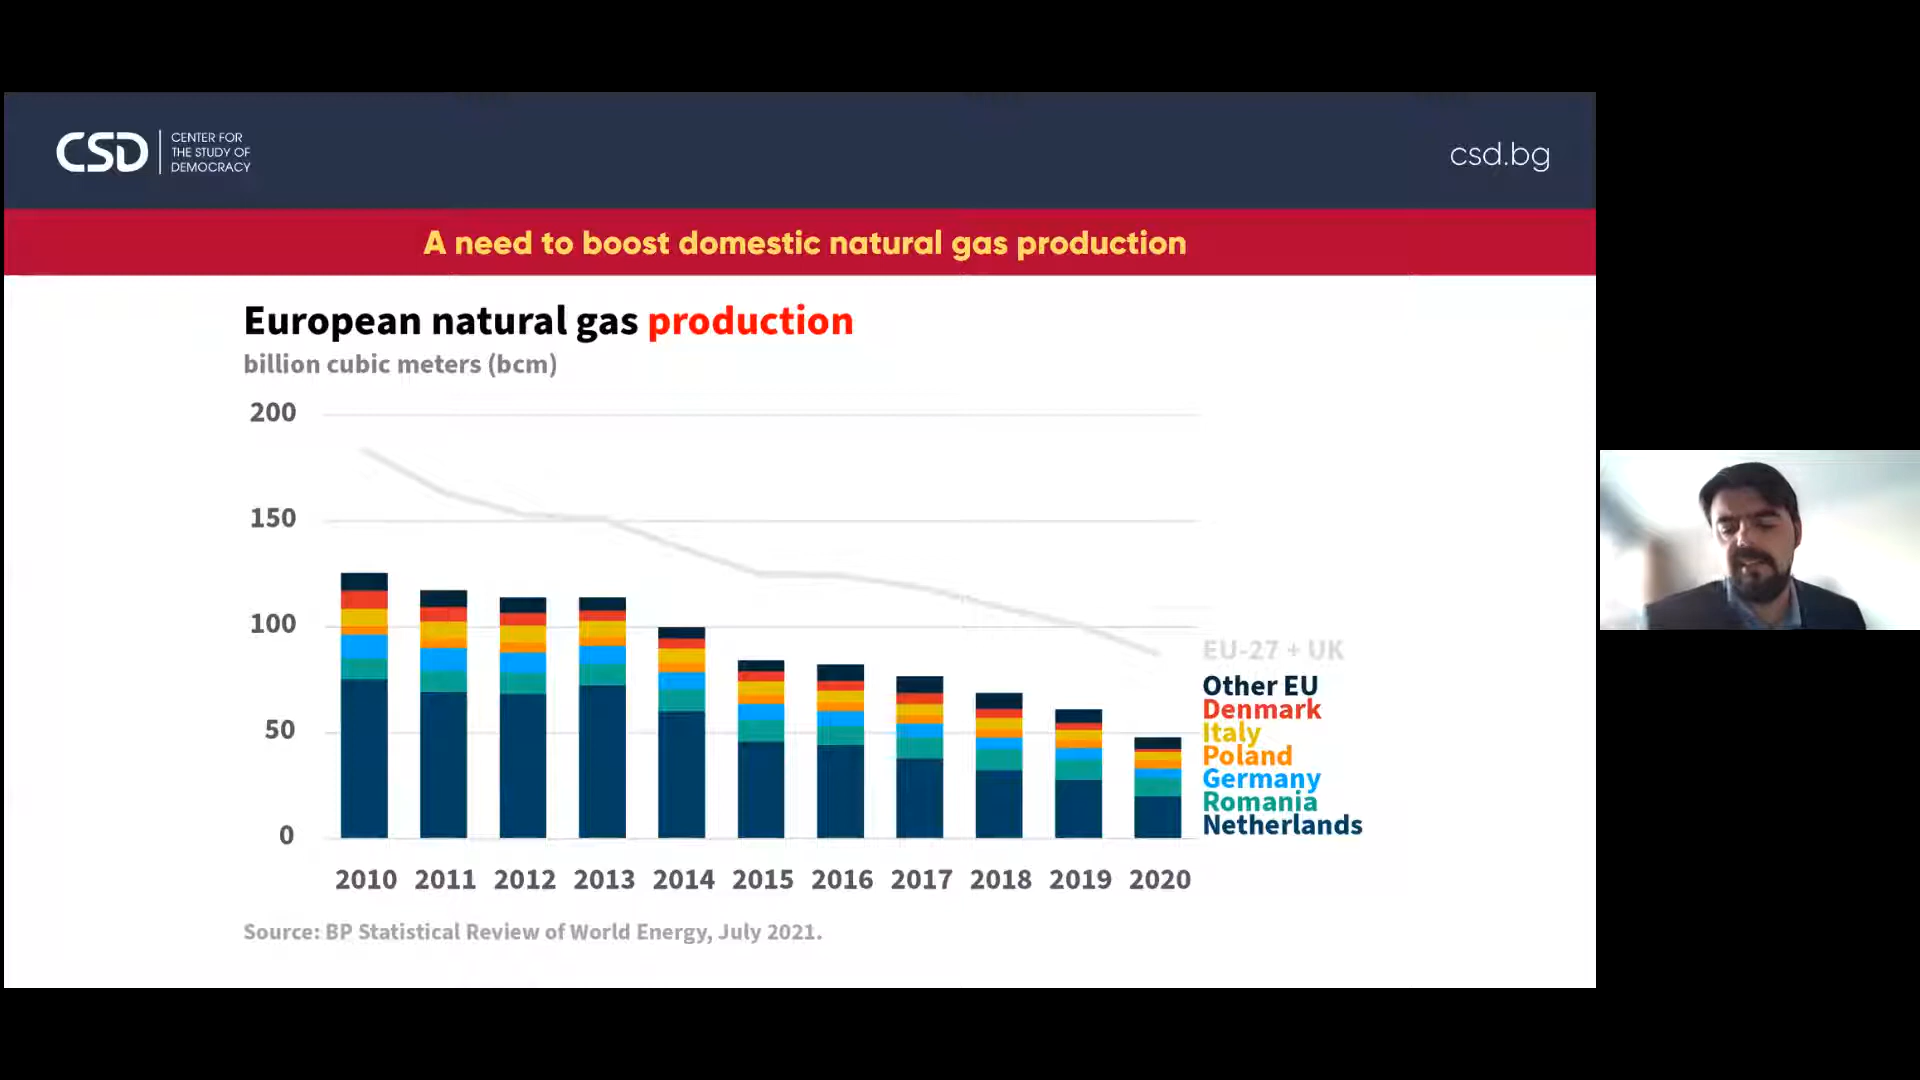 CSD
CENTER FOR
THE STUDY OF
DEMOCRACY
csd.bg
A need to boost domestic natural gas production
European natural gas production
billion cubic meters (bcm)
200
150
100
50
0
EU-27 + UK
Other EU
Denmark
Italy
Poland
Germany
Romania
Netherlands
2010 2011 2012 2013 2014 2015 2016 2017 2018 2019 2020
Source: BP Statistical Review of World Energy, July 2021.